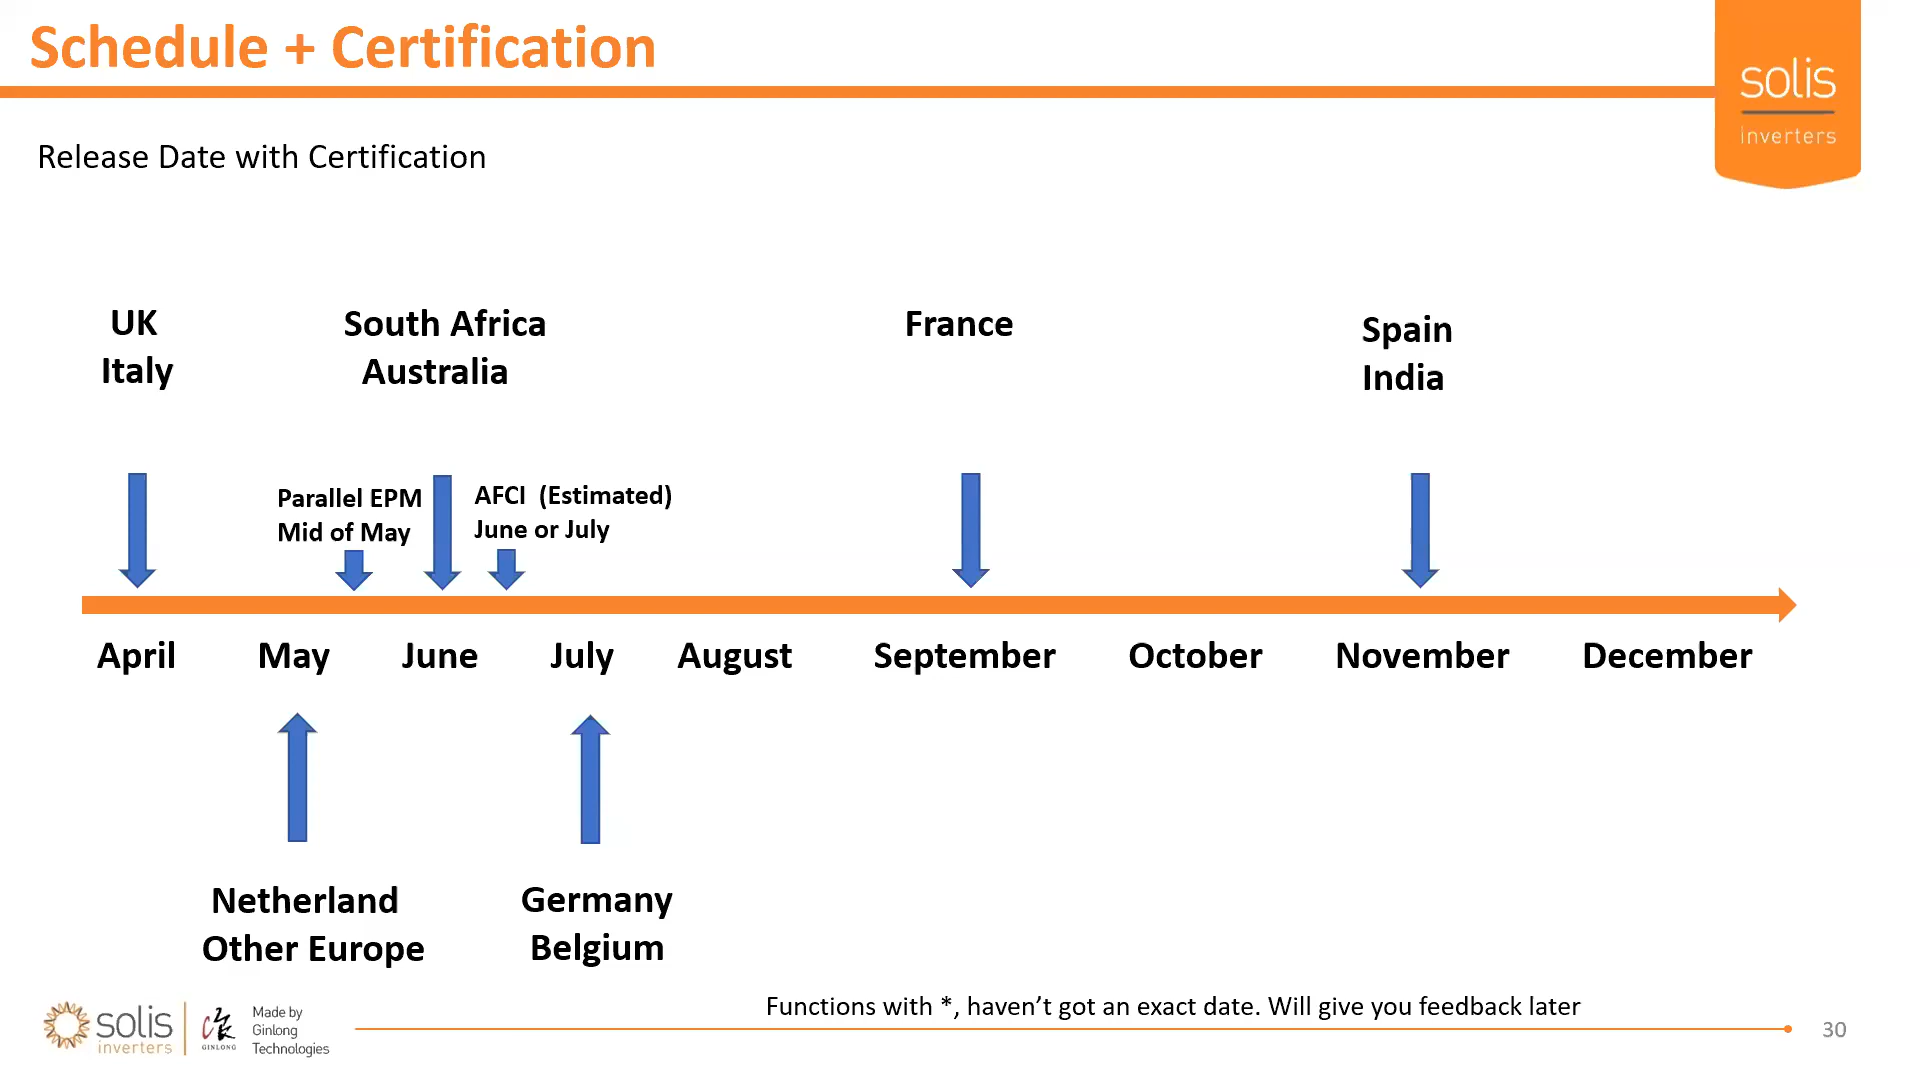 Schedule + Certification
solis
inverters
Release Date with Certification
UK
Italy
South Africa
Australia
France
Spain
India
Parallel EPM
Mid of May
AFCI (Estimated)
June or July
April
May
June
July
August
September
October
November
December
Netherland
Other Europe
Germany
Belgium
Functions with *, haven’t got an exact date. Will give you feedback later
solis
inverters
GINLONG
Made by
Ginlong
Technologies
30